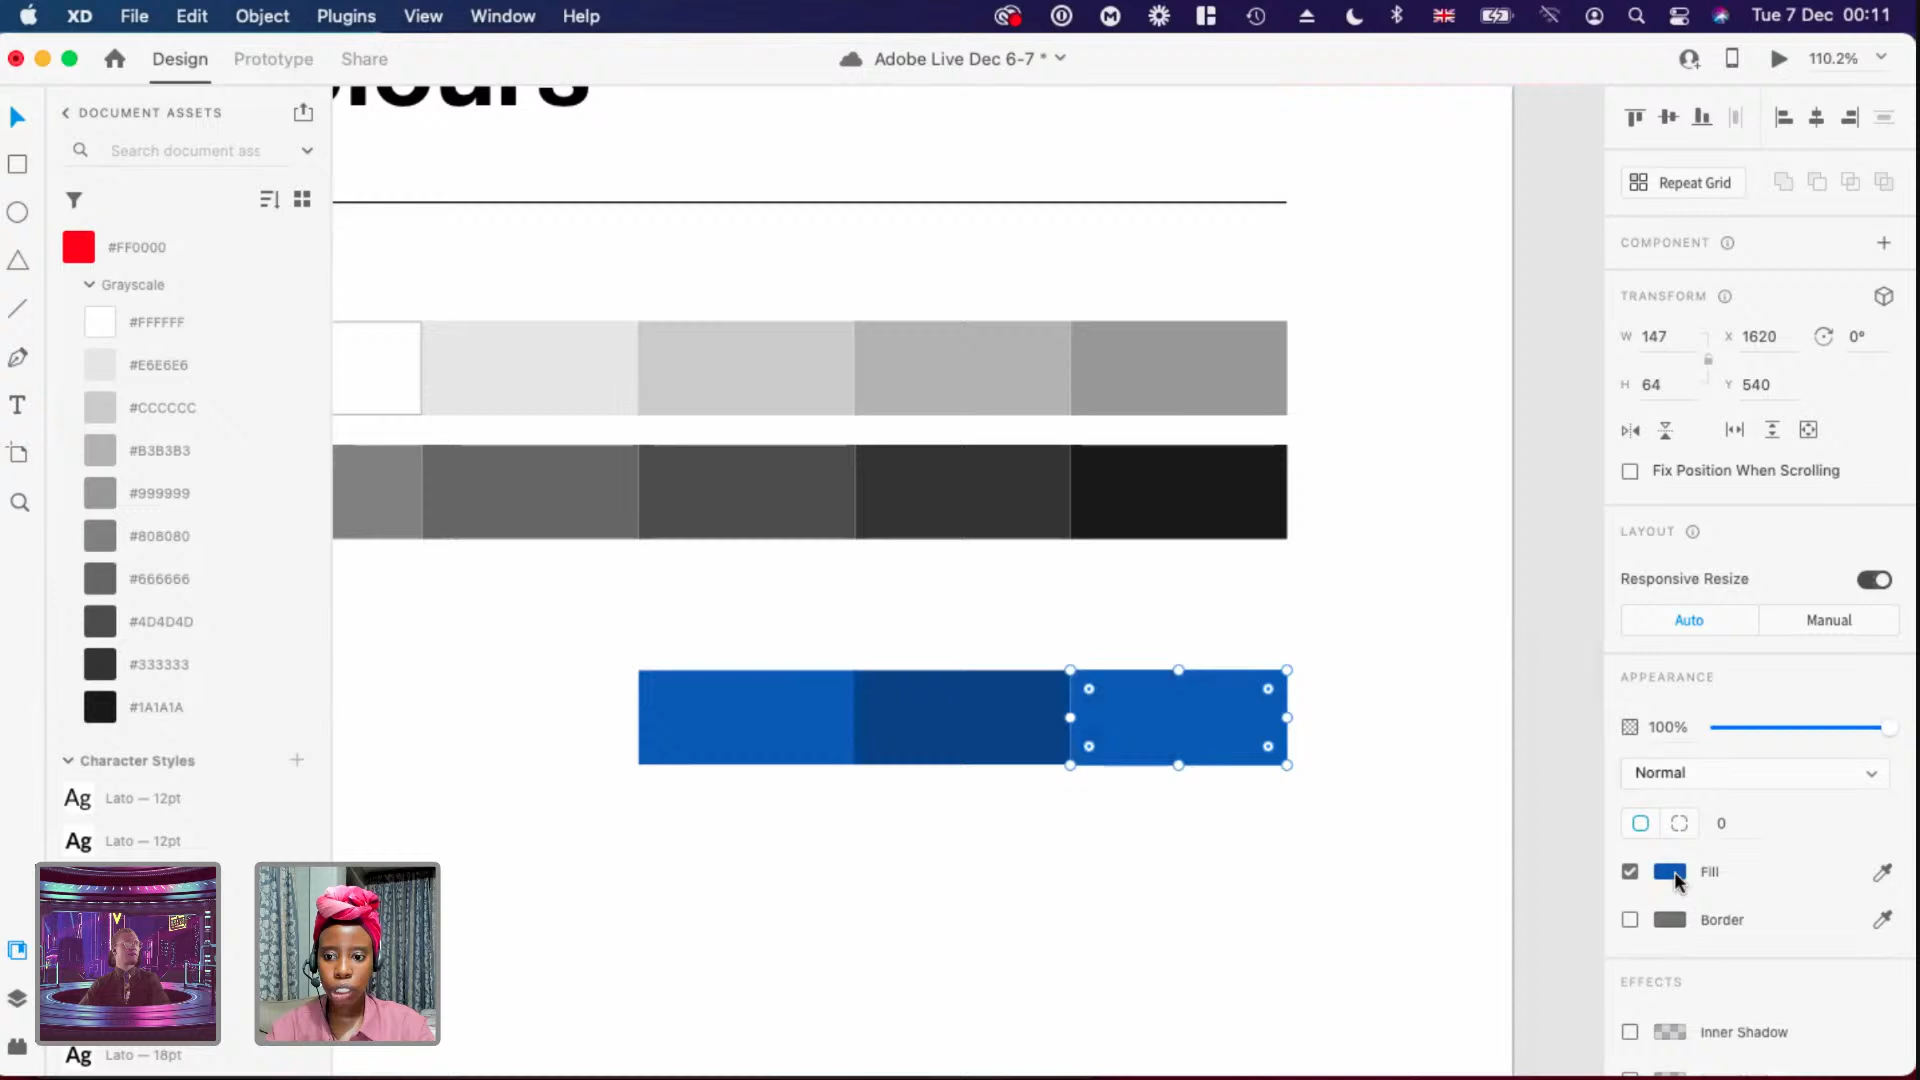 XD File Edit Object Plugins View Window Help Tue 7 Dec 00:11
Design Prototype Share Adobe Live Dec 6-7 * 110.2%
DOCUMENT ASSETS
Search document ass
#FF0000
Grayscale
#FFFFFF
#E6E6E6
#CCCCCC
#B3B3B3
#999999
#808080
#666666
#4D4D4D
#333333
#1A1A1A
Character Styles
Ag Lato — 12pt
Ag Lato — 12pt
Ag Lato — 18pt
Repeat Grid
COMPONENT
TRANSFORM
W 147 X 1620 0°
H 64 Y 540
Fix Position When Scrolling
LAYOUT
Responsive Resize
Auto Manual
APPEARANCE
100%
Normal
0
Fill
Border
EFFECTS
Inner Shadow